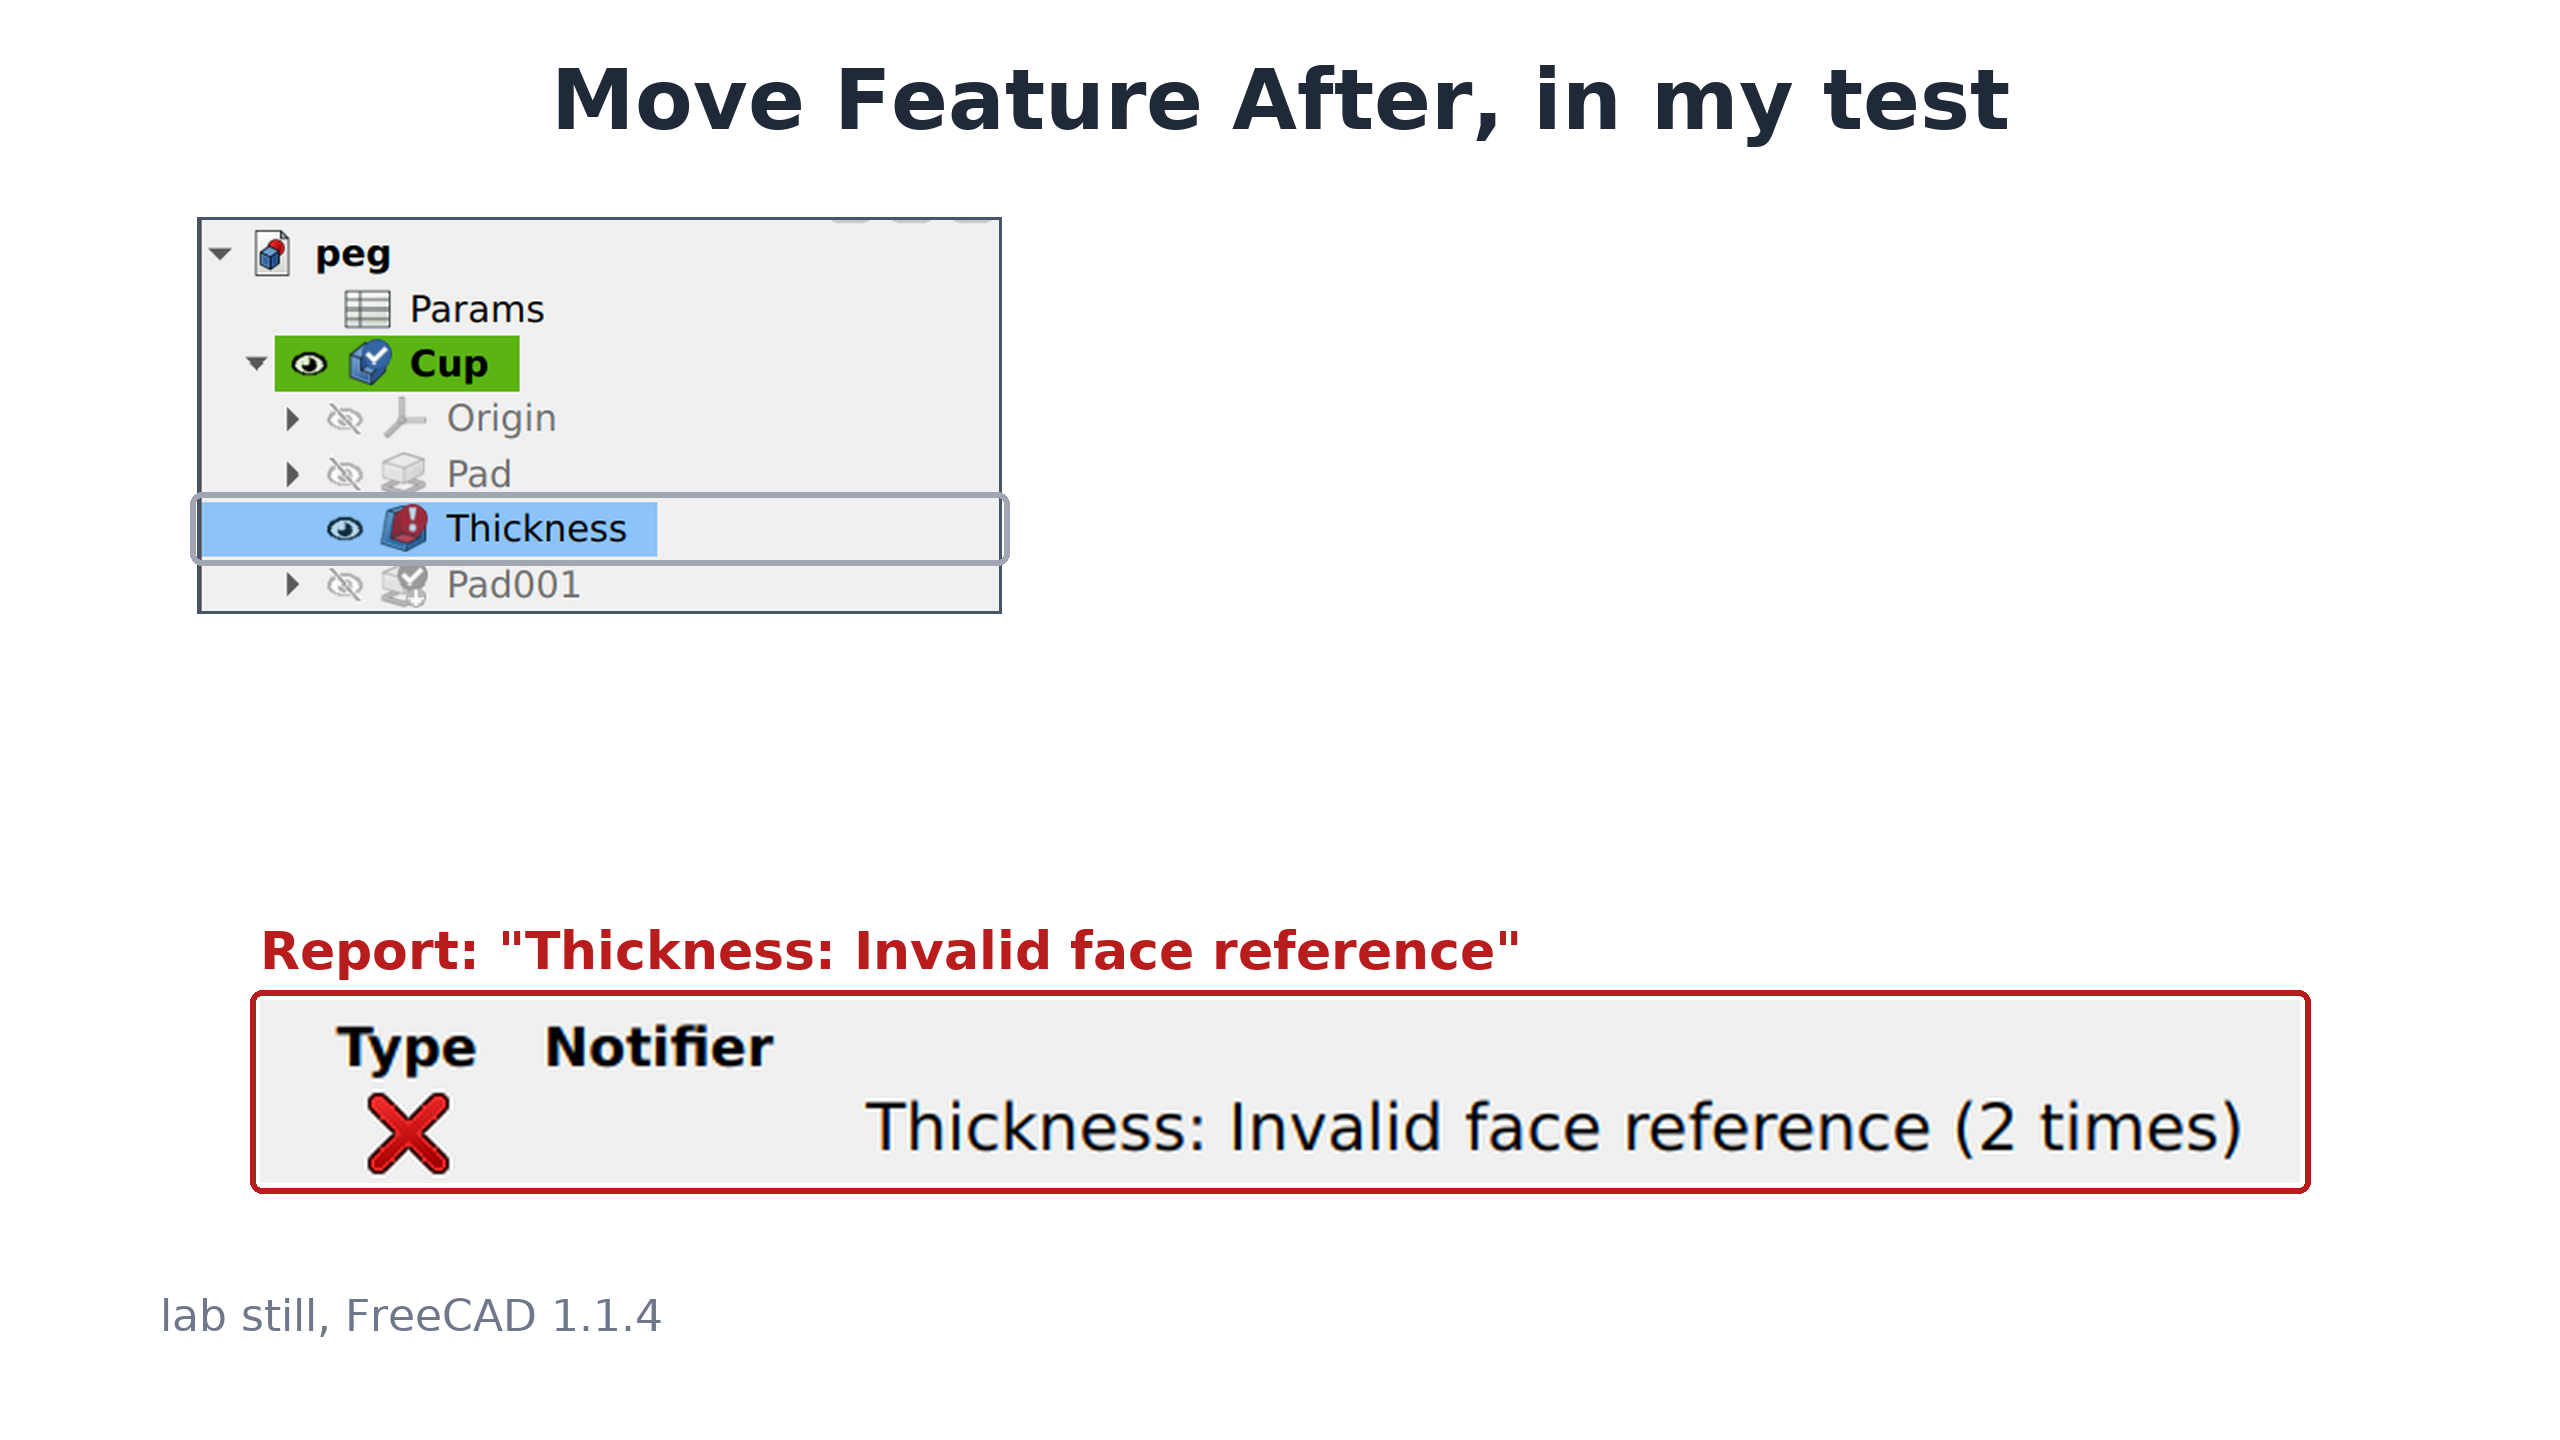 Move Feature After, in my test
peg
Params
Cup
Origin
Pad
Thickness
Pad001
Report: "Thickness: Invalid face reference"
Type Notifier
Thickness: Invalid face reference (2 times)
lab still, FreeCAD 1.1.4